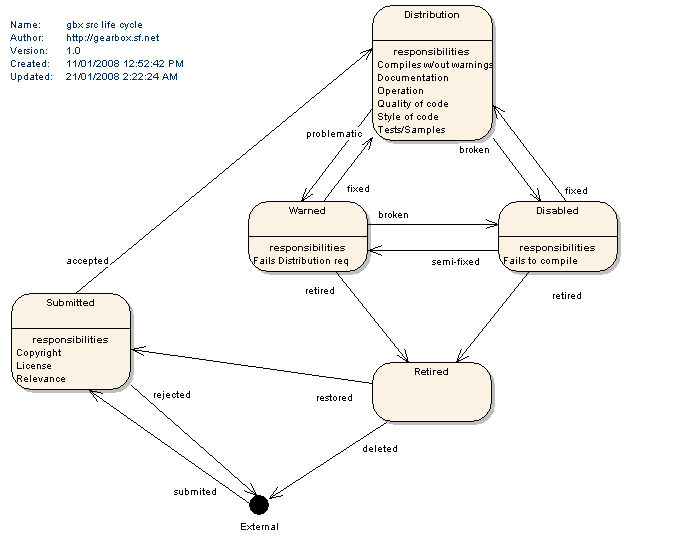 Name: gbx src life cycle
Author: http://gearbox.sf.net
Version: 1.0
Created: 11/01/2008 12:52:42 PM
Updated: 21/01/2008 2:22:24 AM
Distribution
responsibilities
Compiles w/out warnings
Documentation
Operation
Quality of code
Style of code
Tests/Samples
problematic
fixed
broken
fixed
Warned
responsibilities
Fails Distribution req
broken
semi-fixed
Disabled
responsibilities
Fails to compile
accepted
retired
retired
Submitted
responsibilities
Copyright
License
Relevance
Retired
restored
rejected
deleted
submited
External